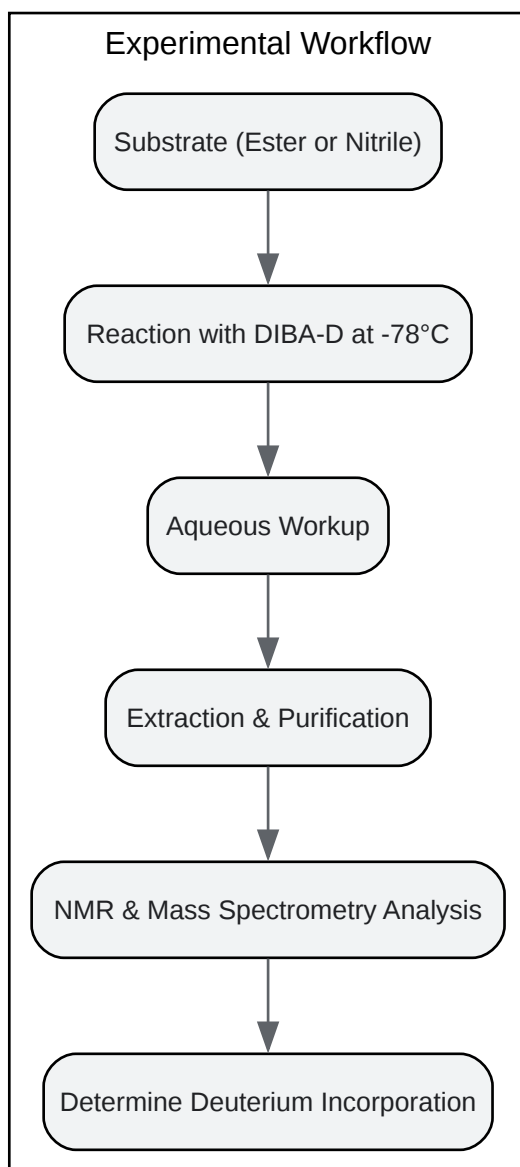 Experimental Workflow
Substrate (Ester or Nitrile)
Reaction with DIBA-D at -78°C
Aqueous Workup
Extraction & Purification
NMR & Mass Spectrometry Analysis
Determine Deuterium Incorporation